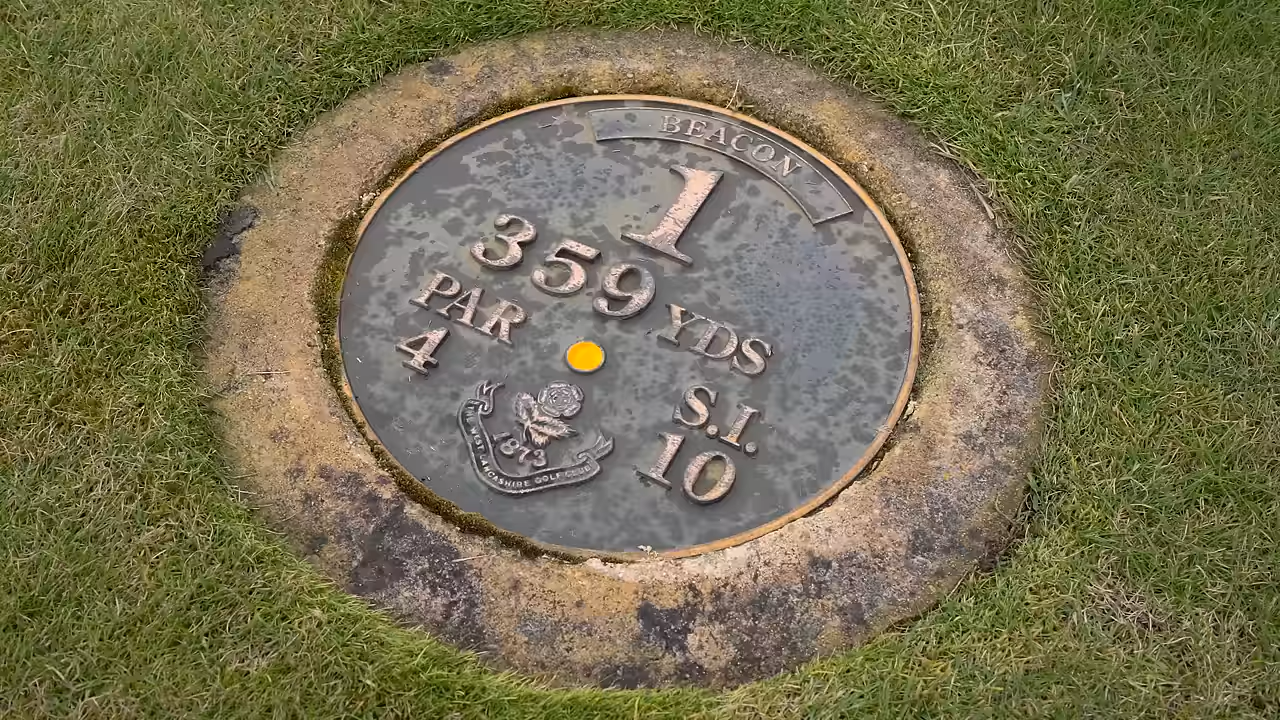 BEACON
1
359
YDS
PAR
4
S.I.
10
1873
THE WEST LANCASHIRE GOLF CLUB